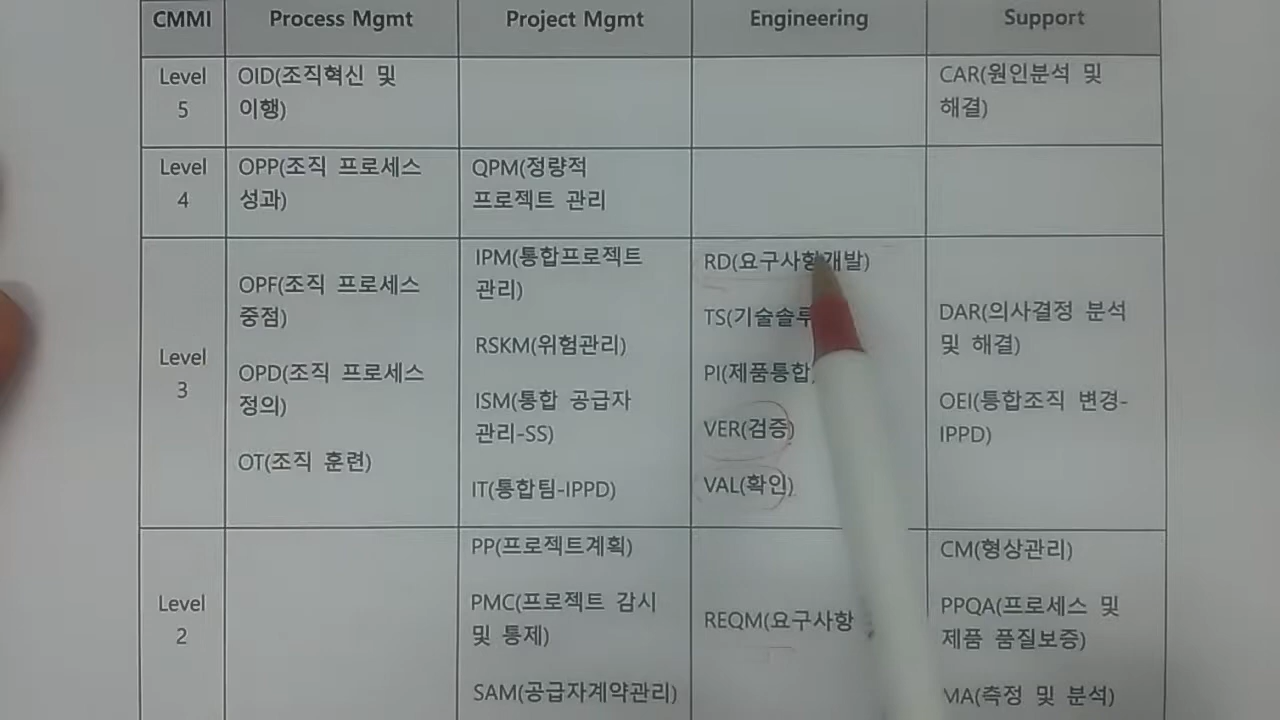 CMMI Process Mgmt Project Mgmt Engineering Support
Level
5
OID(조직혁신 및
이행)
CAR(원인분석 및
해결)
Level
4
OPP(조직 프로세스
성과)
QPM(정량적
프로젝트 관리
Level
3
OPF(조직 프로세스
중점)
OPD(조직 프로세스
정의)
OT(조직 훈련)
IPM(통합프로젝트
관리)
RSKM(위험관리)
ISM(통합 공급자
관리-SS)
IT(통합팀-IPPD)
RD(요구사항개발)
TS(기술솔루
PI(제품통합)
VER(검증)
VAL(확인)
DAR(의사결정 분석
및 해결)
OEI(통합조직 변경-
IPPD)
Level
2
PP(프로젝트계획)
PMC(프로젝트 감시
및 통제)
SAM(공급자계약관리)
REQM(요구사항
CM(형상관리)
PPQA(프로세스 및
제품 품질보증)
MA(측정 및 분석)